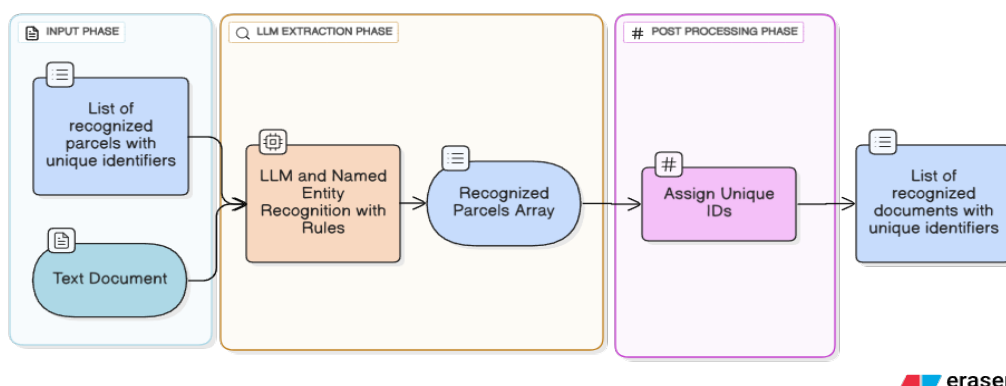 INPUT PHASE
LLM EXTRACTION PHASE
# POST PROCESSING PHASE
List of
recognized
parcels with
unique identifiers
Text Document
LLM and Named
Entity
Recognition with
Rules
Recognized
Parcels Array
#
Assign Unique
IDs
List of
recognized
documents with
unique identifiers
eraser